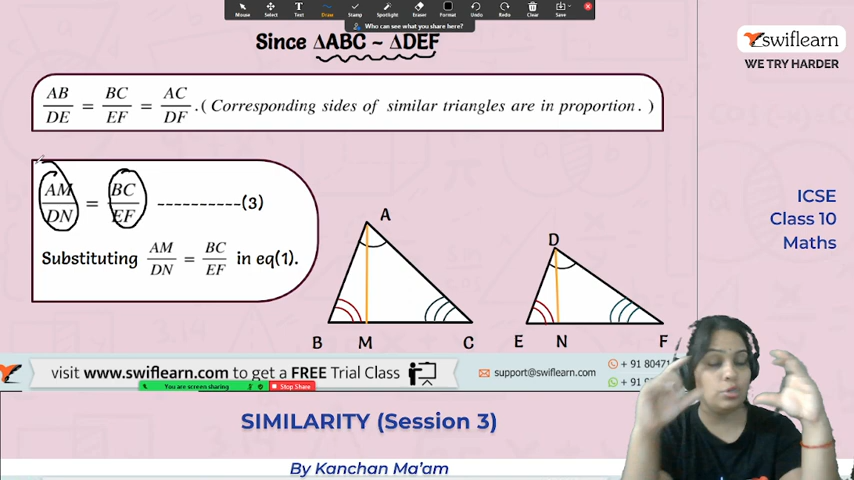 Mouse Select Text Draw Stamp Spotlight Eraser Format Undo Redo Clear Save
Who can see what you share here?
Since ΔABC ~ ΔDEF
swiflearn
WE TRY HARDER
AB/DE = BC/EF = AC/DF . ( Corresponding sides of similar triangles are in proportion . )
AM/DN = BC/EF ----------(3)
Substituting AM/DN = BC/EF in eq(1).
ICSE
Class 10
Maths
A
D
B M C E N F
visit www.swiflearn.com to get a FREE Trial Class
support@swiflearn.com
+ 91 80471
+ 91
You are screen sharing Stop Share
SIMILARITY (Session 3)
By Kanchan Ma'am